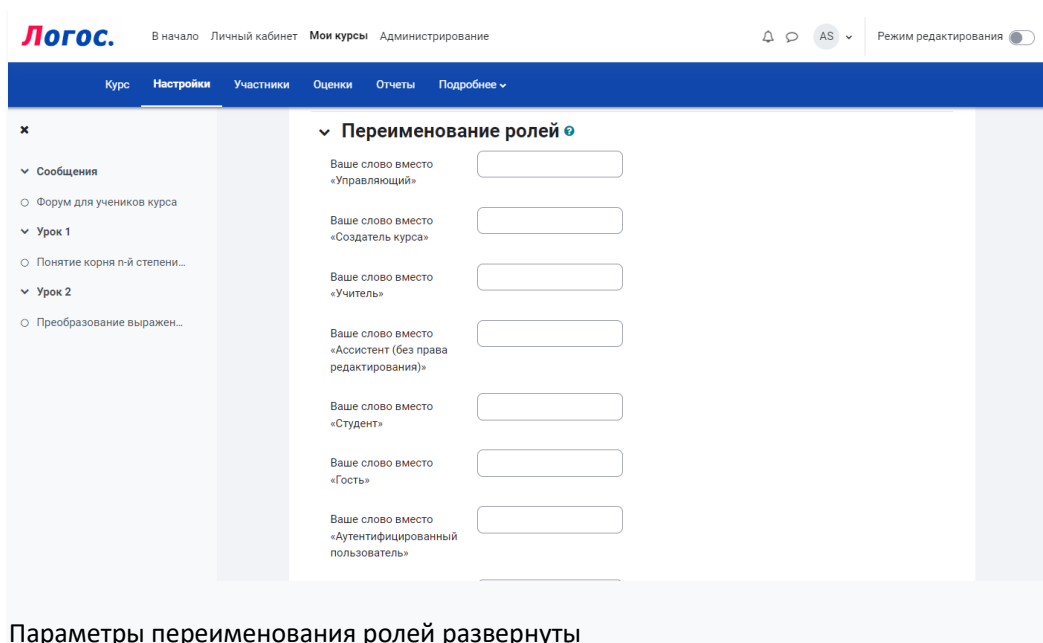 Логос.
В начало Личный кабинет Мои курсы Администрирование
AS
Режим редактирования
Курс Настройки Участники Оценки Отчеты Подробнее
Сообщения
Форум для учеников курса
Урок 1
Понятие корня n-й степени...
Урок 2
Преобразование выражен...
Переименование ролей
Ваше слово вместо
«Управляющий»
Ваше слово вместо
«Создатель курса»
Ваше слово вместо
«Учитель»
Ваше слово вместо
«Ассистент (без права
редактирования)»
Ваше слово вместо
«Студент»
Ваше слово вместо
«Гость»
Ваше слово вместо
«Аутентифицированный
пользователь»
Параметры переименования ролей развернуты